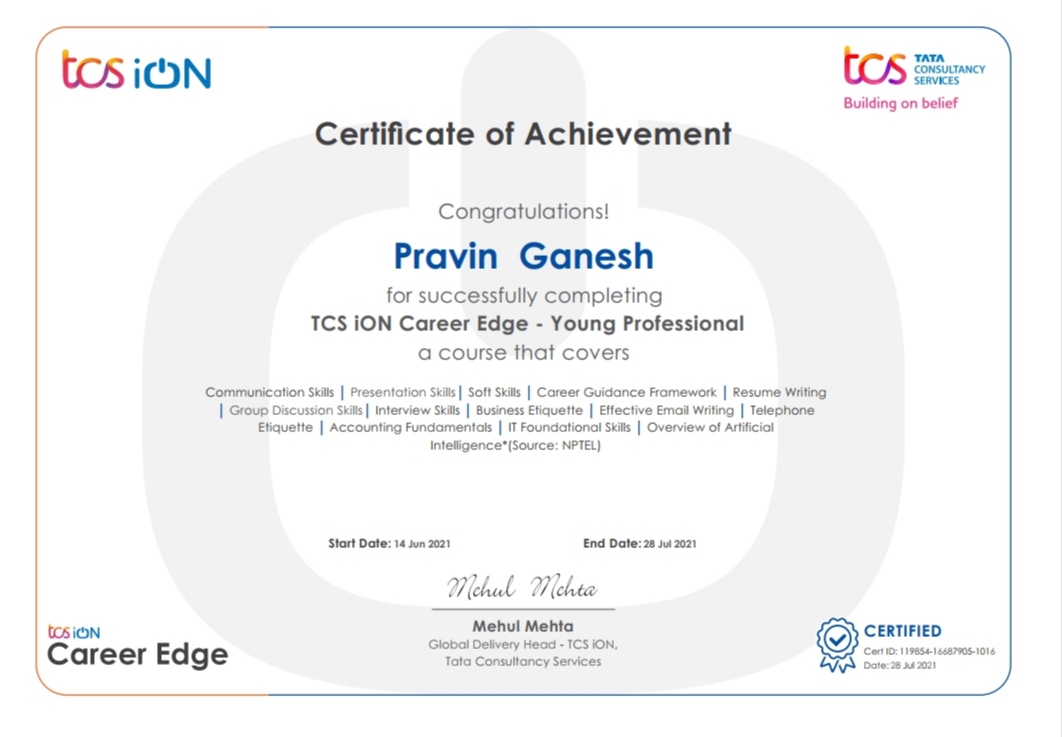 tcs iON
tcs TATA CONSULTANCY SERVICES
Building on belief
Certificate of Achievement
Congratulations!
Pravin Ganesh
for successfully completing
TCS iON Career Edge - Young Professional
a course that covers
Communication Skills | Presentation Skills | Soft Skills | Career Guidance Framework | Resume Writing
| Group Discussion Skills | Interview Skills | Business Etiquette | Effective Email Writing | Telephone
Etiquette | Accounting Fundamentals | IT Foundational Skills | Overview of Artificial
Intelligence*(Source: NPTEL)
Start Date: 14 Jun 2021 End Date: 28 Jul 2021
Mehul Mehta
Mehul Mehta
Global Delivery Head - TCS iON,
Tata Consultancy Services
tcs iON
Career Edge
CERTIFIED
Cert ID: 119854-16687905-1016
Date: 28 Jul 2021